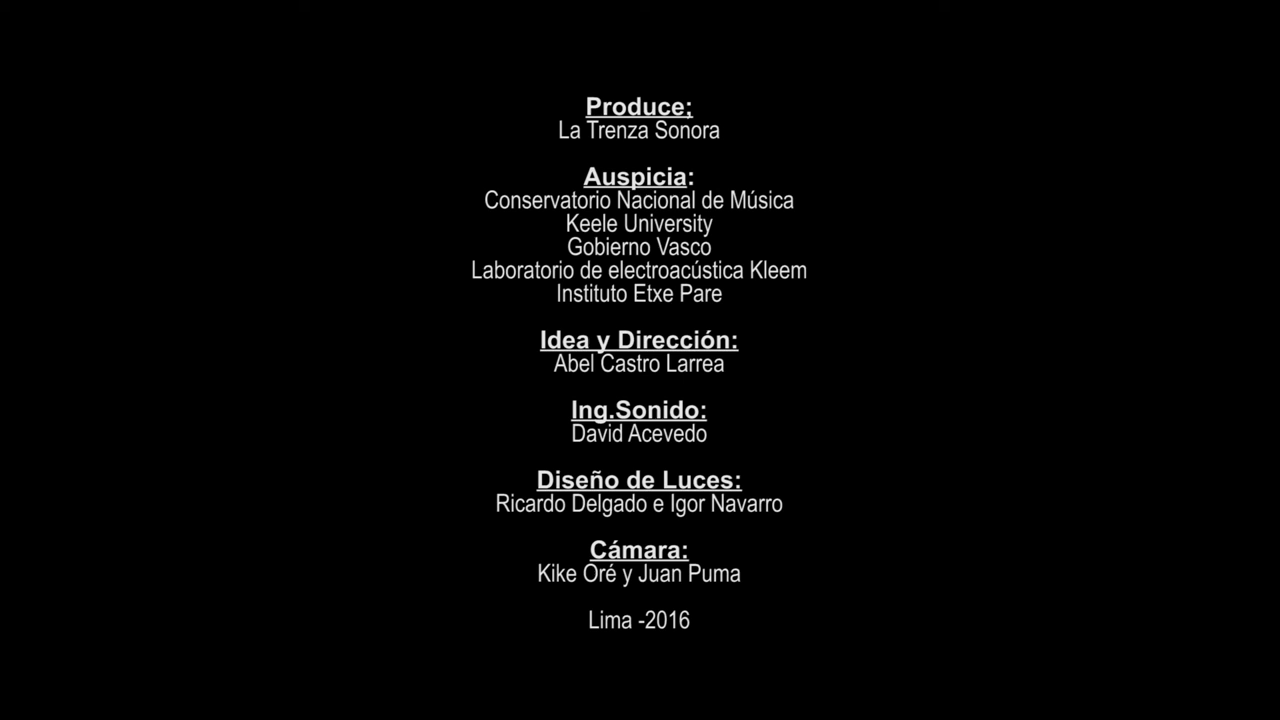 Produce;
La Trenza Sonora
Auspicia:
Conservatorio Nacional de Música
Keele University
Gobierno Vasco
Laboratorio de electroacústica Kleem
Instituto Etxe Pare
Idea y Dirección:
Abel Castro Larrea
Ing.Sonido:
David Acevedo
Diseño de Luces:
Ricardo Delgado e Igor Navarro
Cámara:
Kike Oré y Juan Puma
Lima -2016